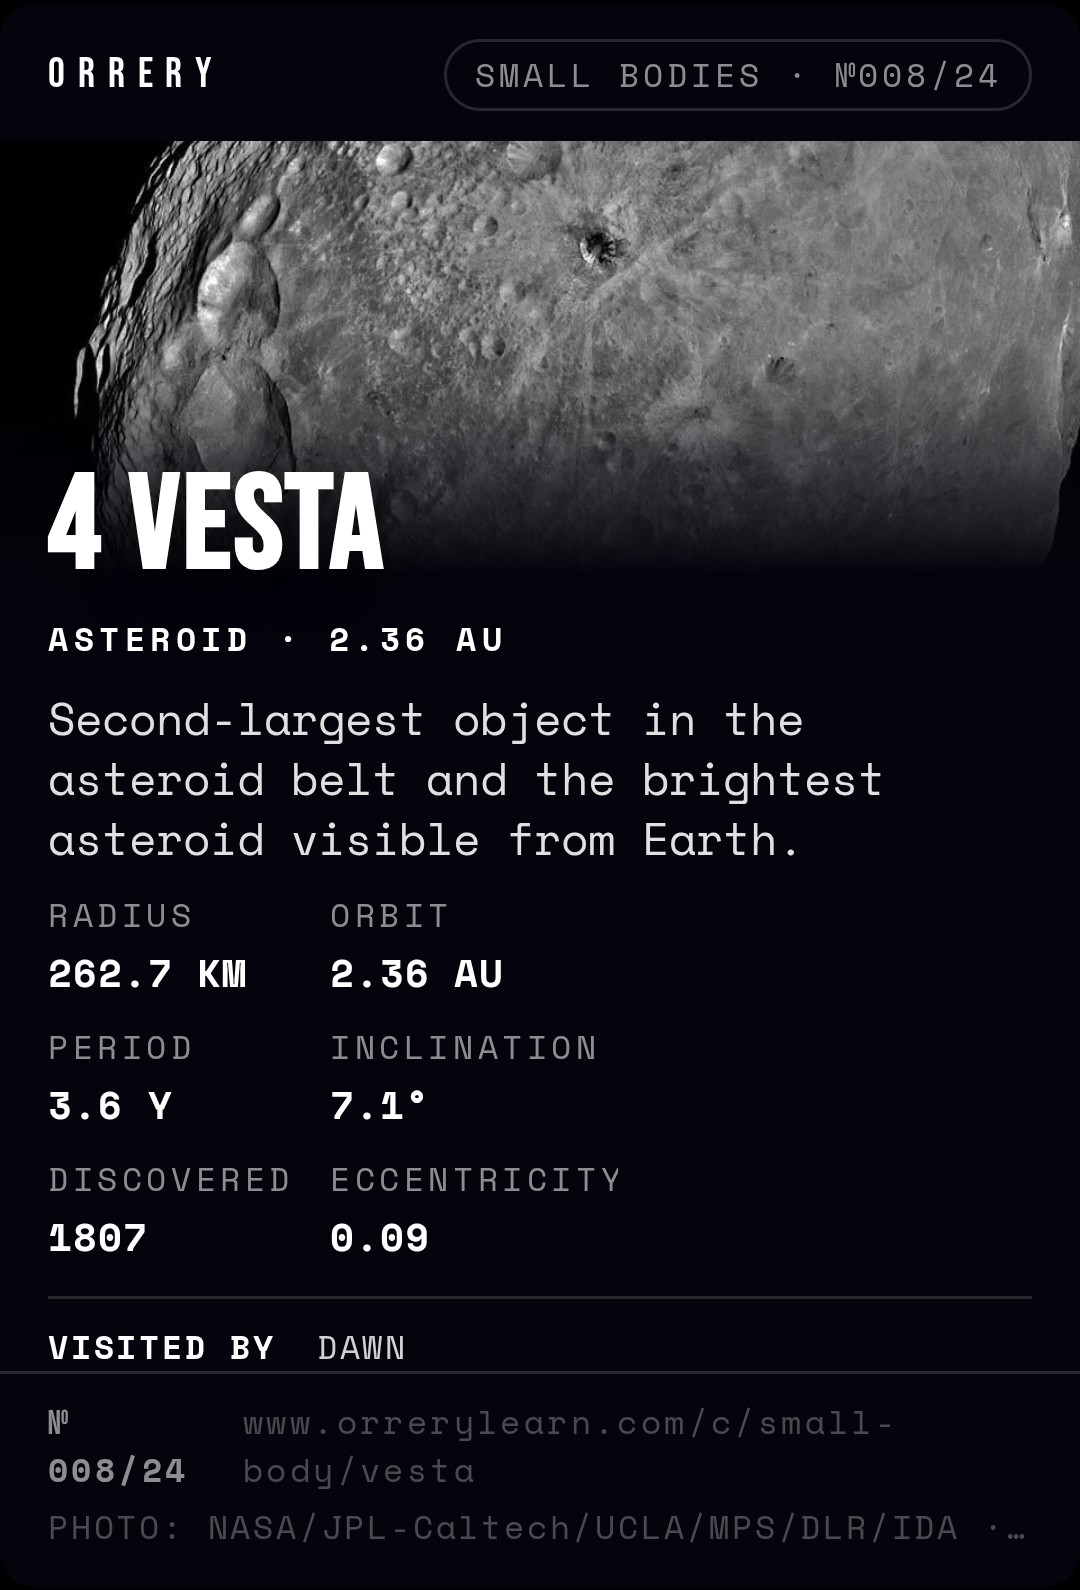 ORRERY
SMALL BODIES · №008/24
4 VESTA
ASTEROID · 2.36 AU
Second-largest object in the
asteroid belt and the brightest
asteroid visible from Earth.
RADIUS ORBIT
262.7 KM 2.36 AU
PERIOD INCLINATION
3.6 Y 7.1°
DISCOVERED ECCENTRICITY
1807 0.09
VISITED BY DAWN
№ www.orrerylearn.com/c/small-
008/24 body/vesta
PHOTO: NASA/JPL-Caltech/UCLA/MPS/DLR/IDA ·…